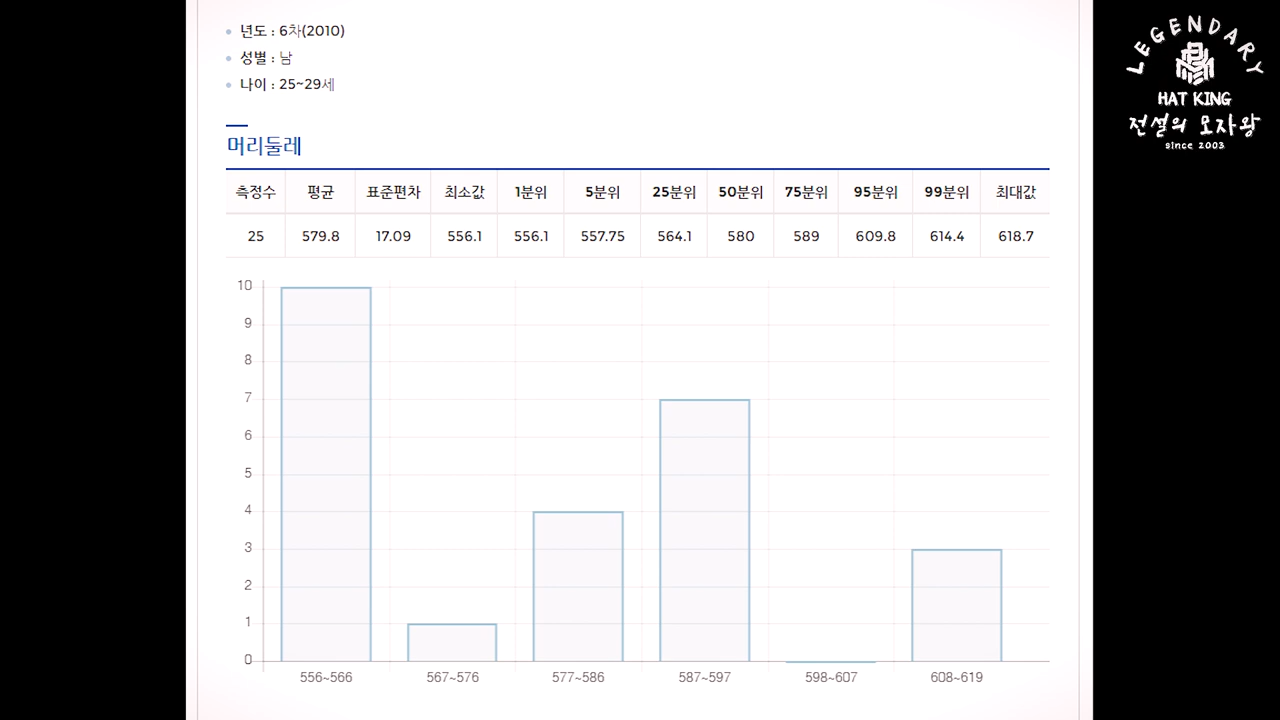 년도 : 6차(2010)
성별 : 남
나이 : 25~29세
머리둘레
측정수 평균 표준편차 최소값 1분위 5분위 25분위 50분위 75분위 95분위 99분위 최대값
25 579.8 17.09 556.1 556.1 557.75 564.1 580 589 609.8 614.4 618.7
10
9
8
7
6
5
4
3
2
1
0
556~566 567~576 577~586 587~597 598~607 608~619
LEGENDARY
HAT KING
전설의 모자왕
since 2003